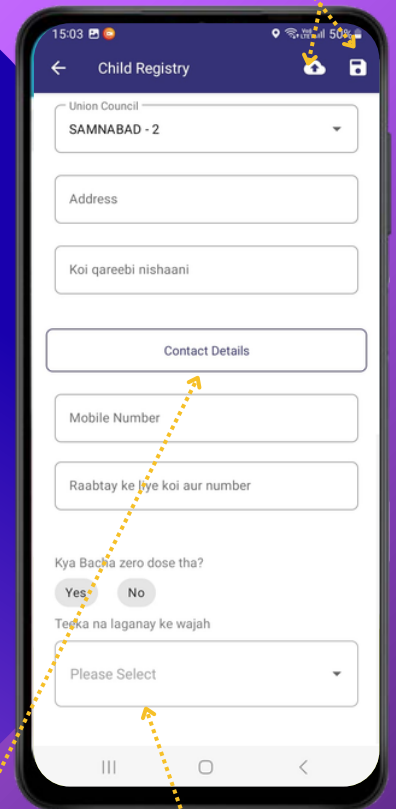 15:03 50%
Child Registry
Union Council
SAMNABAD - 2
Address
Koi qareebi nishaani
Contact Details
Mobile Number
Raabtay ke liye koi aur number
Kya Bacha zero dose tha?
Yes No
Teeka na laganay ke wajah
Please Select